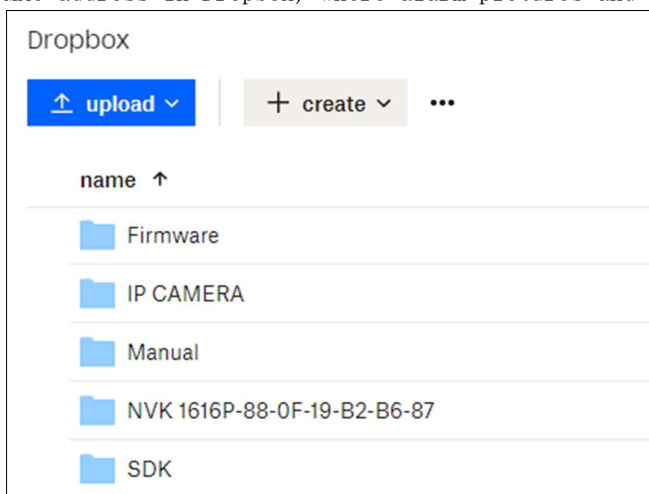 Dropbox
upload
+ create
name ↑
Firmware
IP CAMERA
Manual
NVK 1616P-88-0F-19-B2-B6-87
SDK